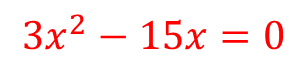 3x² − 15x = 0